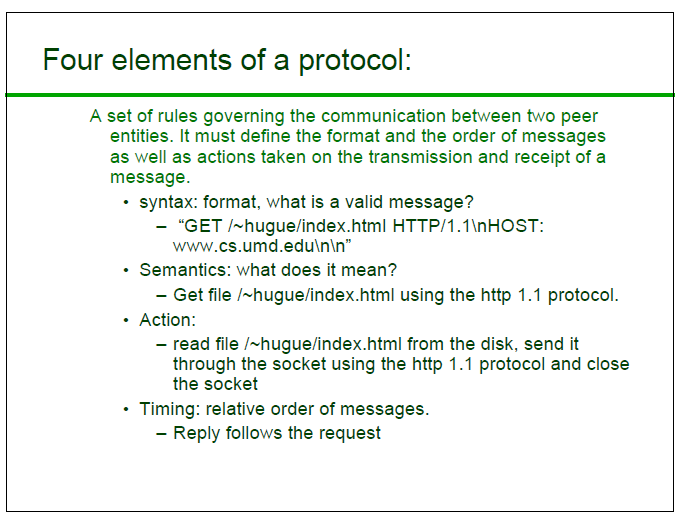 Four elements of a protocol:
A set of rules governing the communication between two peer
entities. It must define the format and the order of messages
as well as actions taken on the transmission and receipt of a
message.
• syntax: format, what is a valid message?
– “GET /~hugue/index.html HTTP/1.1\nHOST:
www.cs.umd.edu\n\n”
• Semantics: what does it mean?
– Get file /~hugue/index.html using the http 1.1 protocol.
• Action:
– read file /~hugue/index.html from the disk, send it
through the socket using the http 1.1 protocol and close
the socket
• Timing: relative order of messages.
– Reply follows the request